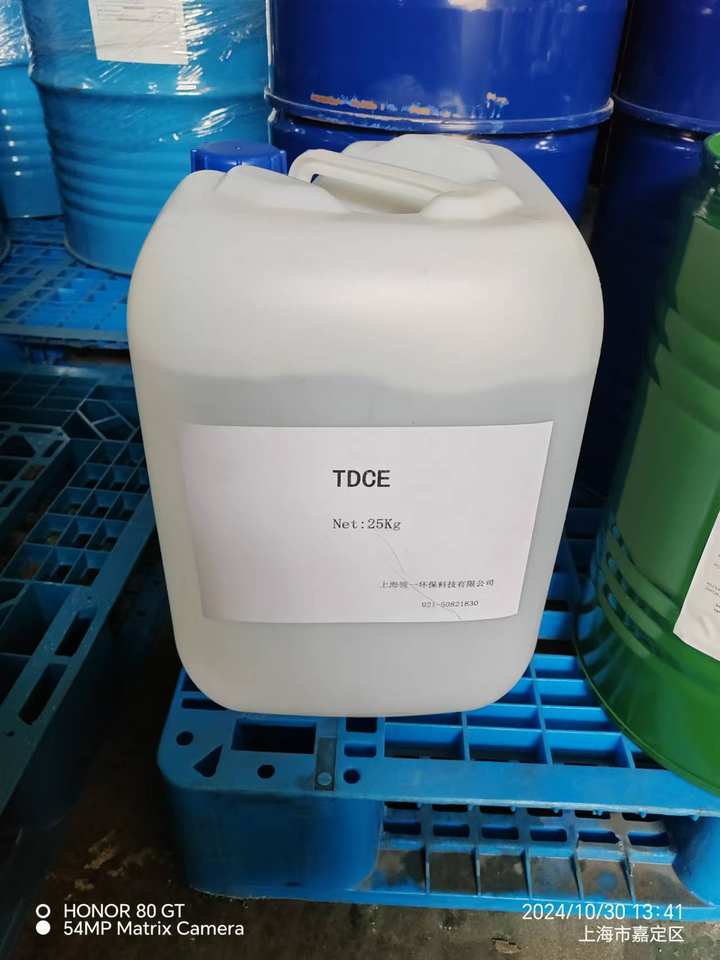 TDCE
Net:25Kg
上海 一环保科技有限公司
021-50821830
HONOR 80 GT
54MP Matrix Camera
2024/10/30 13:41
上海市嘉定区